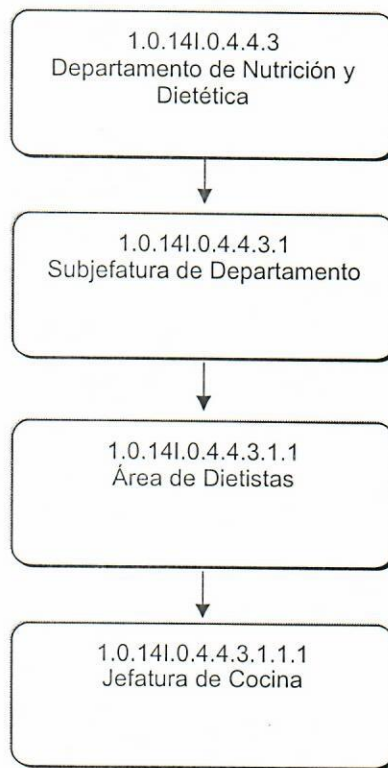 1.0.14I.0.4.4.3
Departamento de Nutrición y
Dietética
1.0.14I.0.4.4.3.1
Subjefatura de Departamento
1.0.14I.0.4.4.3.1.1
Área de Dietistas
1.0.14I.0.4.4.3.1.1.1
Jefatura de Cocina